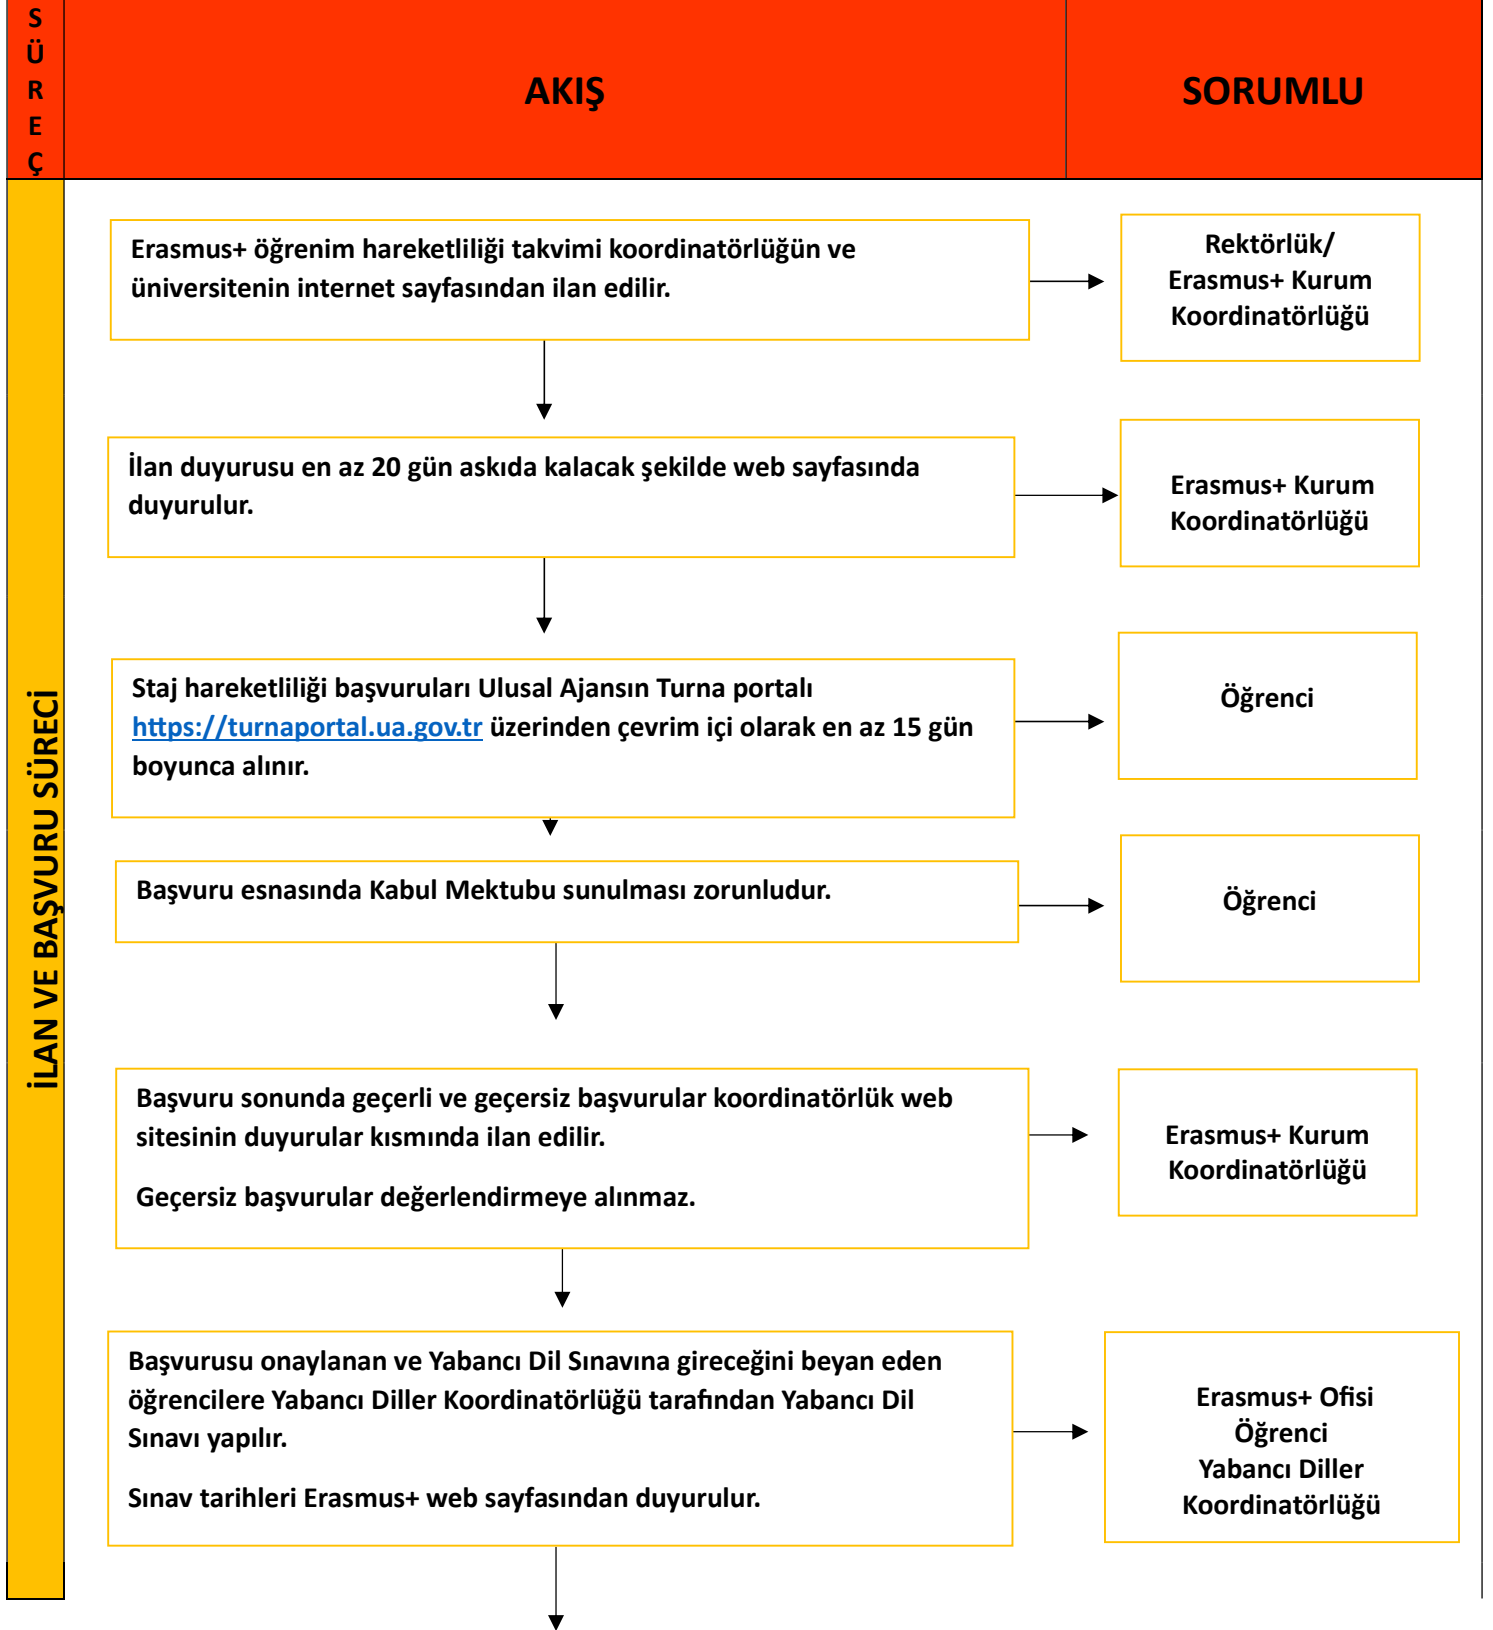 SÜREÇ
AKIŞ
SORUMLU
İLAN VE BAŞVURU SÜRECİ
Erasmus+ öğrenim hareketliliği takvimi koordinatörlüğün ve
üniversitenin internet sayfasından ilan edilir.
Rektörlük/
Erasmus+ Kurum
Koordinatörlüğü
İlan duyurusu en az 20 gün askıda kalacak şekilde web sayfasında
duyurulur.
Erasmus+ Kurum
Koordinatörlüğü
Staj hareketliliği başvuruları Ulusal Ajansın Turna portalı
https://turnaportal.ua.gov.tr üzerinden çevrim içi olarak en az 15 gün
boyunca alınır.
Öğrenci
Başvuru esnasında Kabul Mektubu sunulması zorunludur.
Öğrenci
Başvuru sonunda geçerli ve geçersiz başvurular koordinatörlük web
sitesinin duyurular kısmında ilan edilir.
Geçersiz başvurular değerlendirmeye alınmaz.
Erasmus+ Kurum
Koordinatörlüğü
Başvurusu onaylanan ve Yabancı Dil Sınavına gireceğini beyan eden
öğrencilere Yabancı Diller Koordinatörlüğü tarafından Yabancı Dil
Sınavı yapılır.
Sınav tarihleri Erasmus+ web sayfasından duyurulur.
Erasmus+ Ofisi
Öğrenci
Yabancı Diller
Koordinatörlüğü